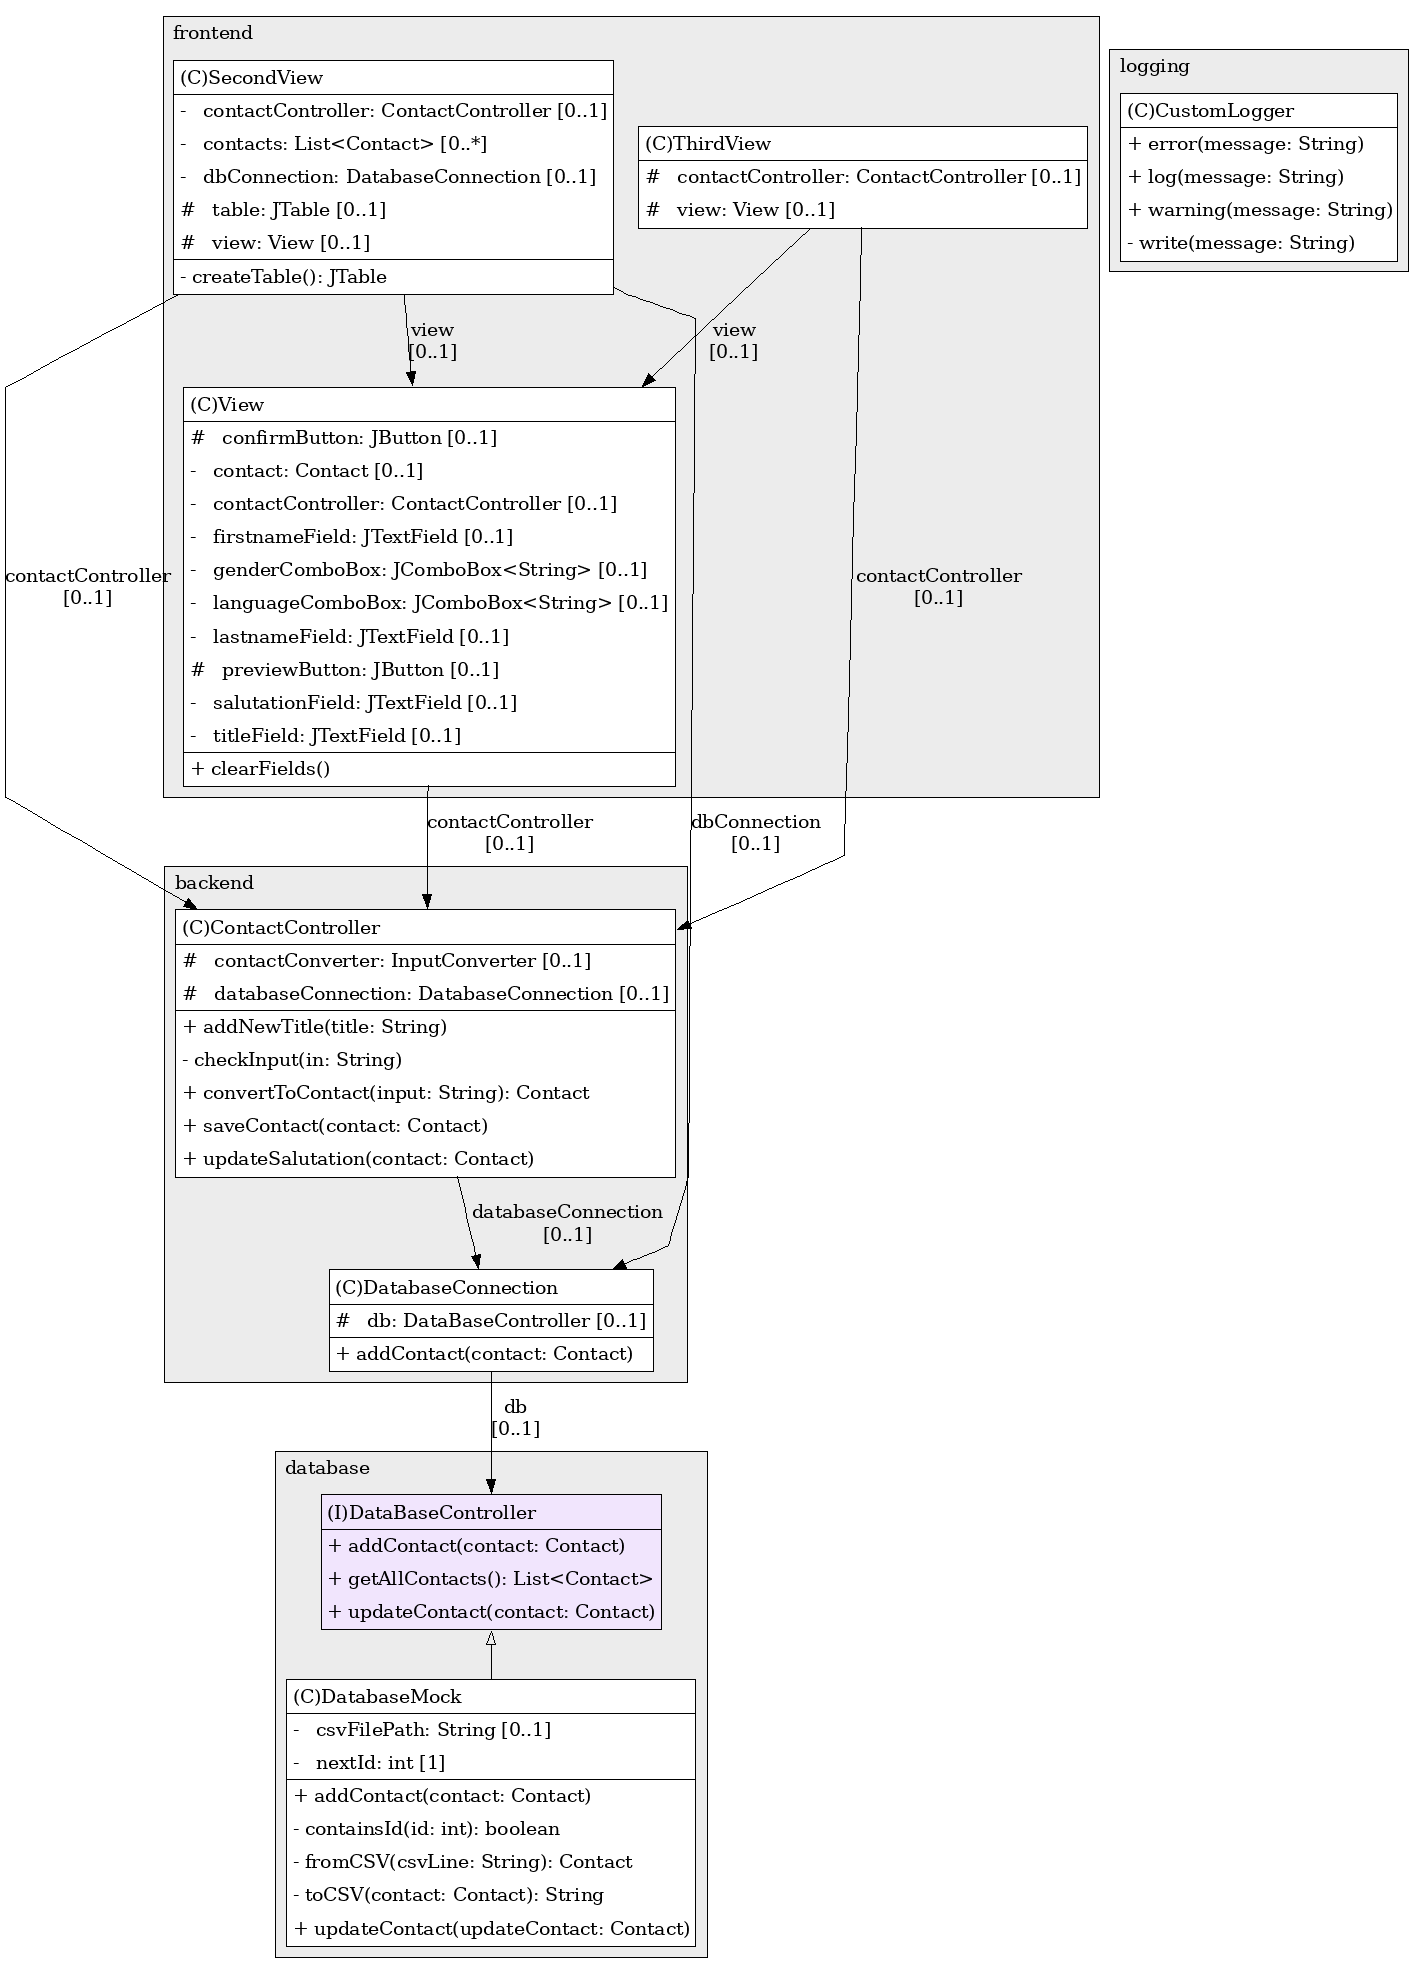 frontend
(C)SecondView
- contactController: ContactController [0..1]
- contacts: List<Contact> [0..*]
- dbConnection: DatabaseConnection [0..1]
# table: JTable [0..1]
# view: View [0..1]
- createTable(): JTable
(C)ThirdView
# contactController: ContactController [0..1]
# view: View [0..1]
logging
(C)CustomLogger
+ error(message: String)
+ log(message: String)
+ warning(message: String)
- write(message: String)
view
[0..1]
view
[0..1]
(C)View
# confirmButton: JButton [0..1]
- contact: Contact [0..1]
- contactController: ContactController [0..1]
- firstnameField: JTextField [0..1]
- genderComboBox: JComboBox<String> [0..1]
- languageComboBox: JComboBox<String> [0..1]
- lastnameField: JTextField [0..1]
# previewButton: JButton [0..1]
- salutationField: JTextField [0..1]
- titleField: JTextField [0..1]
+ clearFields()
contactController
[0..1]
contactController
[0..1]
contactController
[0..1]
dbConnection
[0..1]
backend
(C)ContactController
# contactConverter: InputConverter [0..1]
# databaseConnection: DatabaseConnection [0..1]
+ addNewTitle(title: String)
- checkInput(in: String)
+ convertToContact(input: String): Contact
+ saveContact(contact: Contact)
+ updateSalutation(contact: Contact)
databaseConnection
[0..1]
(C)DatabaseConnection
# db: DataBaseController [0..1]
+ addContact(contact: Contact)
db
[0..1]
database
(I)DataBaseController
+ addContact(contact: Contact)
+ getAllContacts(): List<Contact>
+ updateContact(contact: Contact)
(C)DatabaseMock
- csvFilePath: String [0..1]
- nextId: int [1]
+ addContact(contact: Contact)
- containsId(id: int): boolean
- fromCSV(csvLine: String): Contact
- toCSV(contact: Contact): String
+ updateContact(updateContact: Contact)